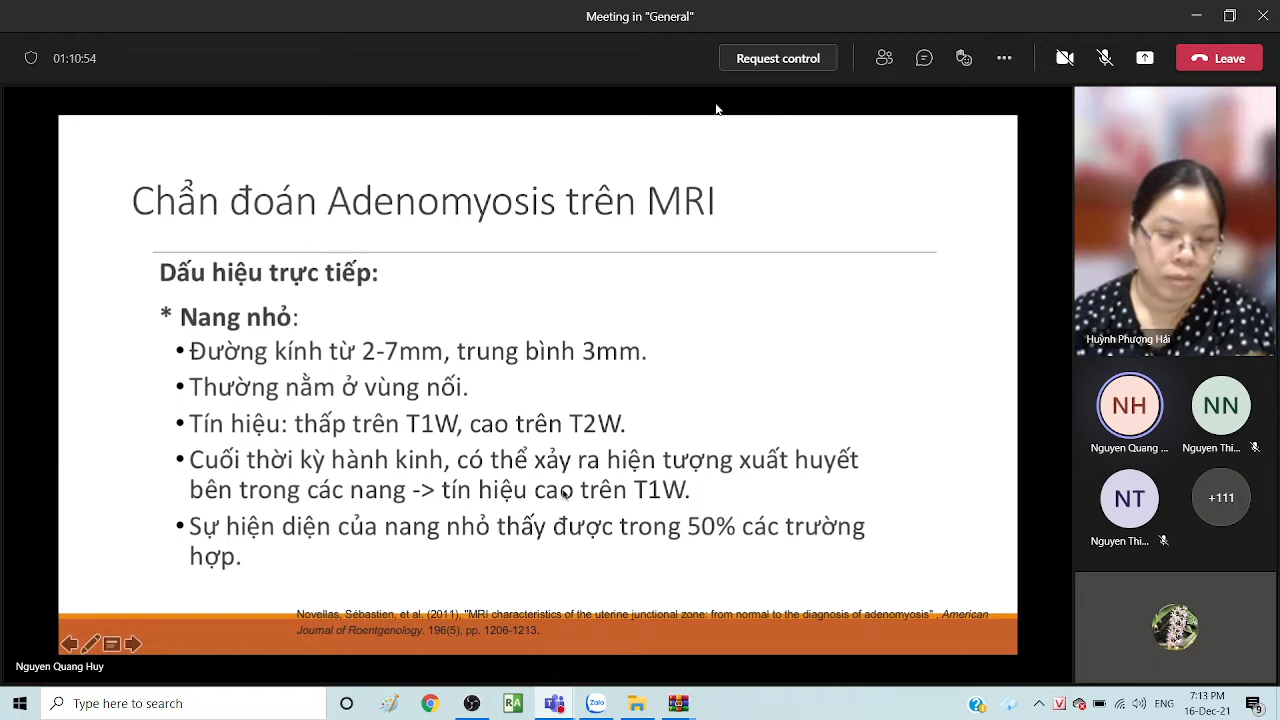 Meeting in "General"
01:10:54
Request control
Leave
Chẩn đoán Adenomyosis trên MRI
Dấu hiệu trực tiếp:
* Nang nhỏ:
•Đường kính từ 2-7mm, trung bình 3mm.
•Thường nằm ở vùng nối.
•Tín hiệu: thấp trên T1W, cao trên T2W.
•Cuối thời kỳ hành kinh, có thể xảy ra hiện tượng xuất huyết
bên trong các nang -> tín hiệu cao trên T1W.
•Sự hiện diện của nang nhỏ thấy được trong 50% các trường
hợp.
Novellas, Sébastien, et al. (2011), "MRI characteristics of the uterine junctional zone: from normal to the diagnosis of adenomyosis" , American
Journal of Roentgenology. 196(5), pp. 1206-1213.
Nguyen Quang Huy
Huỳnh Phượng Hải
NH
NN
Nguyen Quang ...
Nguyen Thi...
NT
+111
Nguyen Thi...
Type here to search
RA
Zalo
V
7:13 PM
ENG
16-Dec-21
9